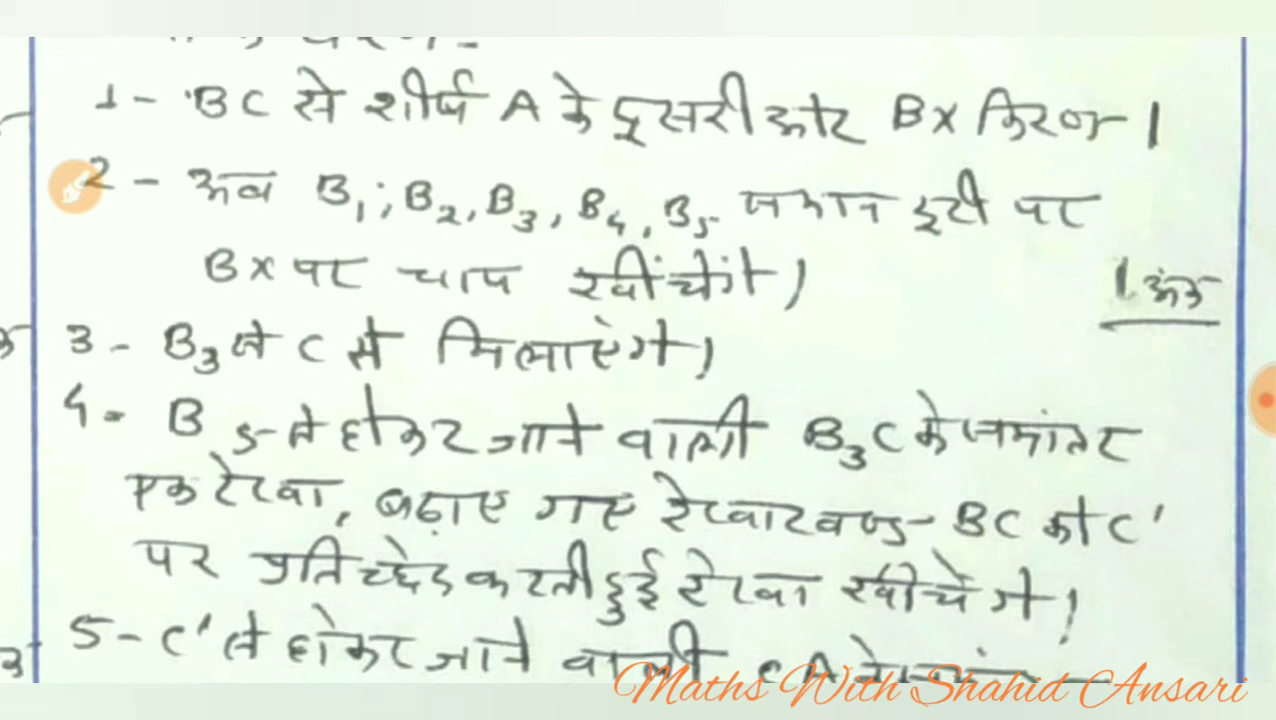 1- BC से शीर्ष A के दूसरी ओर BX किरण।
2- अब B₁, B₂, B₃, B₄, B₅ समान दूरी पर
BX पर चाप खींचेंगे।
1 अंक
3- B₃ से C से मिलाएंगे।
4- B₅ से होकर जाने वाली B₃C के समांतर
एक रेखा, बढ़ाए गए रेखाखण्ड BC को C'
पर प्रतिच्छेद करती हुई रेखा खींचेंगे।
5- C' से होकर जाने वाली CA के
Maths With Shahid Ansari